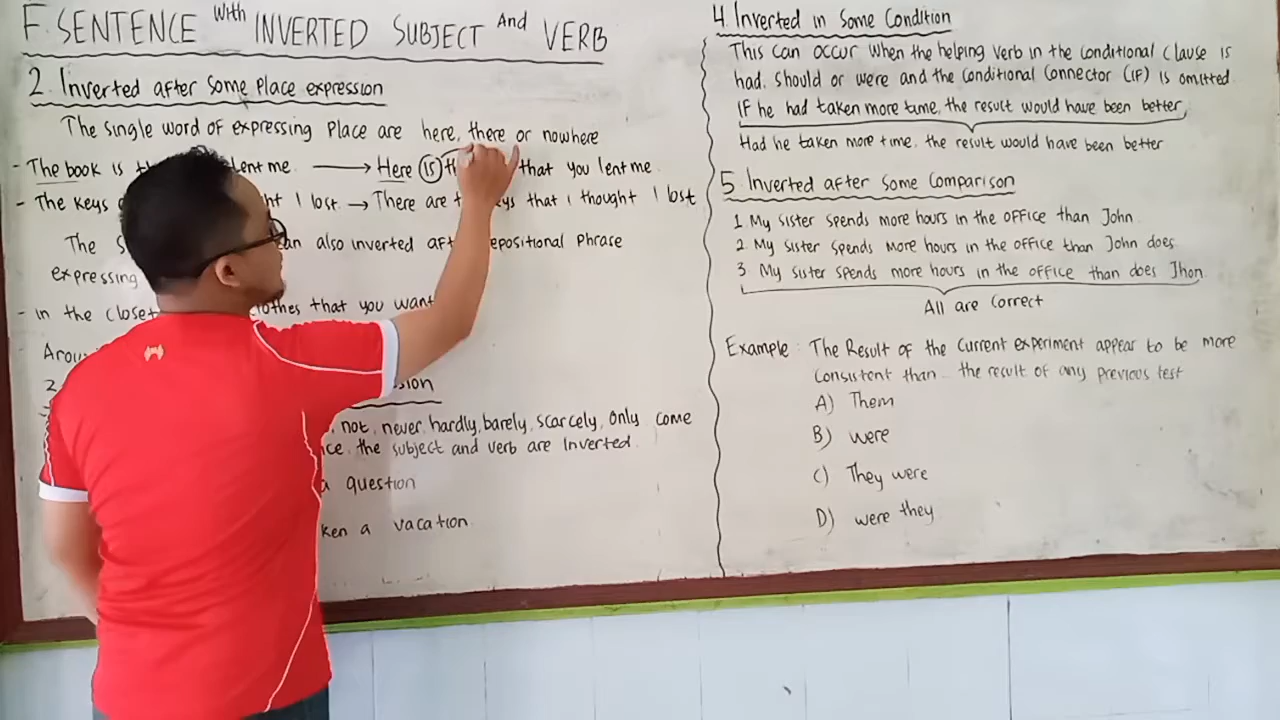 F. SENTENCE With INVERTED SUBJECT And VERB
2. Inverted after Some Place expression
The single word of expressing Place are here, there or nowhere
- The book is lent me. → Here is that you lent me.
- The keys I lost. → There are that I thought I lost
The also inverted Phrase
expressing
- in the closet clothes that you want
not, never, hardly, barely, scarcely, Only come
the subject and verb are Inverted.
a question
a vacation.
4. Inverted in Some Condition
This can occur when the helping verb in the conditional clause is
had, should or were and the conditional connector (IF) is omitted
IF he had taken more time, the result would have been better,
Had he taken more time, the result would have been better
5. Inverted after Some Comparison
1. My sister spends more hours in the office than John
2. My sister spends more hours in the office than John does
3. My sister spends more hours in the office than does Jhon
All are correct
Example : The Result of the current experiment appear to be more
consistent than... the result of any previous test
A) Them
B) were
C) They were
D) were they